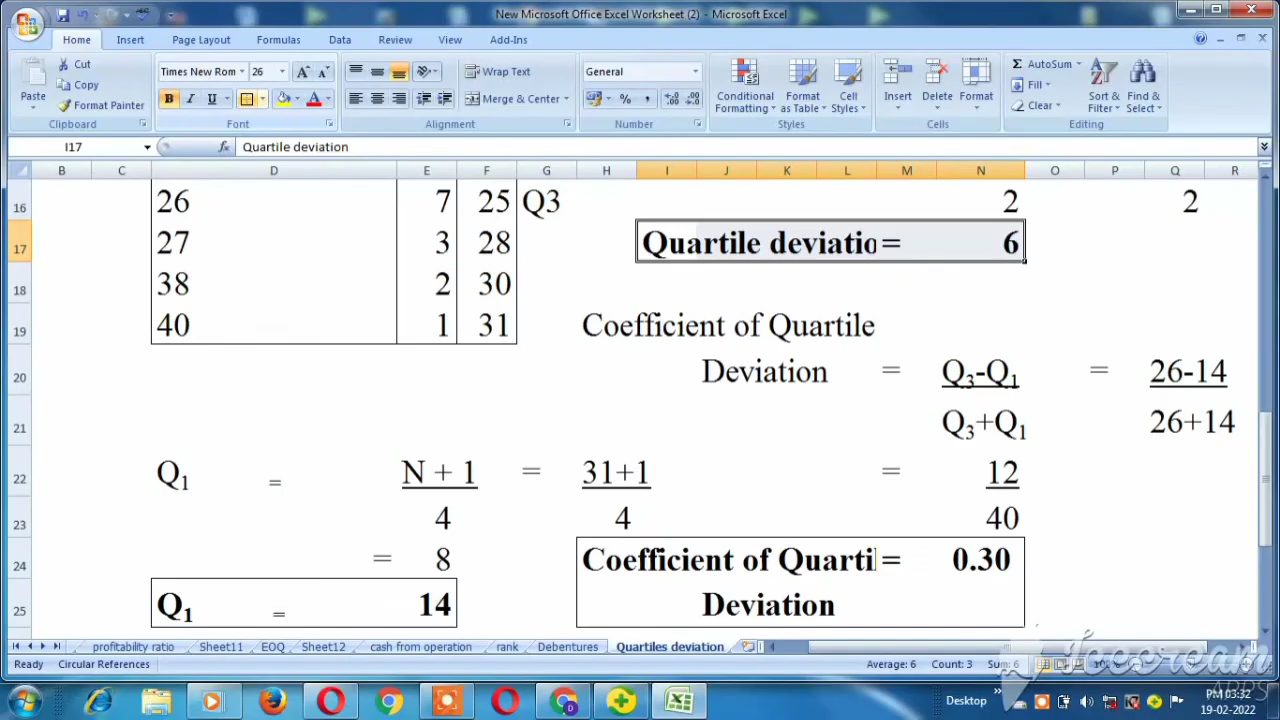 New Microsoft Office Excel Worksheet (2) - Microsoft Excel
Home Insert Page Layout Formulas Data Review View Add-Ins
Paste Cut Copy Format Painter
Times New Rom 26
B I U A
Wrap Text
Merge & Center
General
% ,
Conditional Formatting Format as Table Cell Styles
Insert Delete Format
AutoSum Fill Clear
Sort & Filter Find & Select
Clipboard Font Alignment Number Styles Cells Editing
I17 fx Quartile deviation
B C D E F G H I J K L M N O P Q R
16 26 7 25 Q3 2 2
17 27 3 28 Quartile deviatio = 6
18 38 2 30
19 40 1 31 Coefficient of Quartile
20 Deviation = Q₃-Q₁ = 26-14
21 Q₃+Q₁ 26+14
22 Q₁ = N + 1 = 31+1 = 12
23 4 4 40
24 = 8 Coefficient of Quartil = 0.30
25 Q₁ = 14 Deviation
profitability ratio Sheet11 EOQ Sheet12 cash from operation rank Debentures Quartiles deviation
Ready Circular References Average: 6 Count: 3 Sum: 6
Desktop PM 03:32
19-02-2022